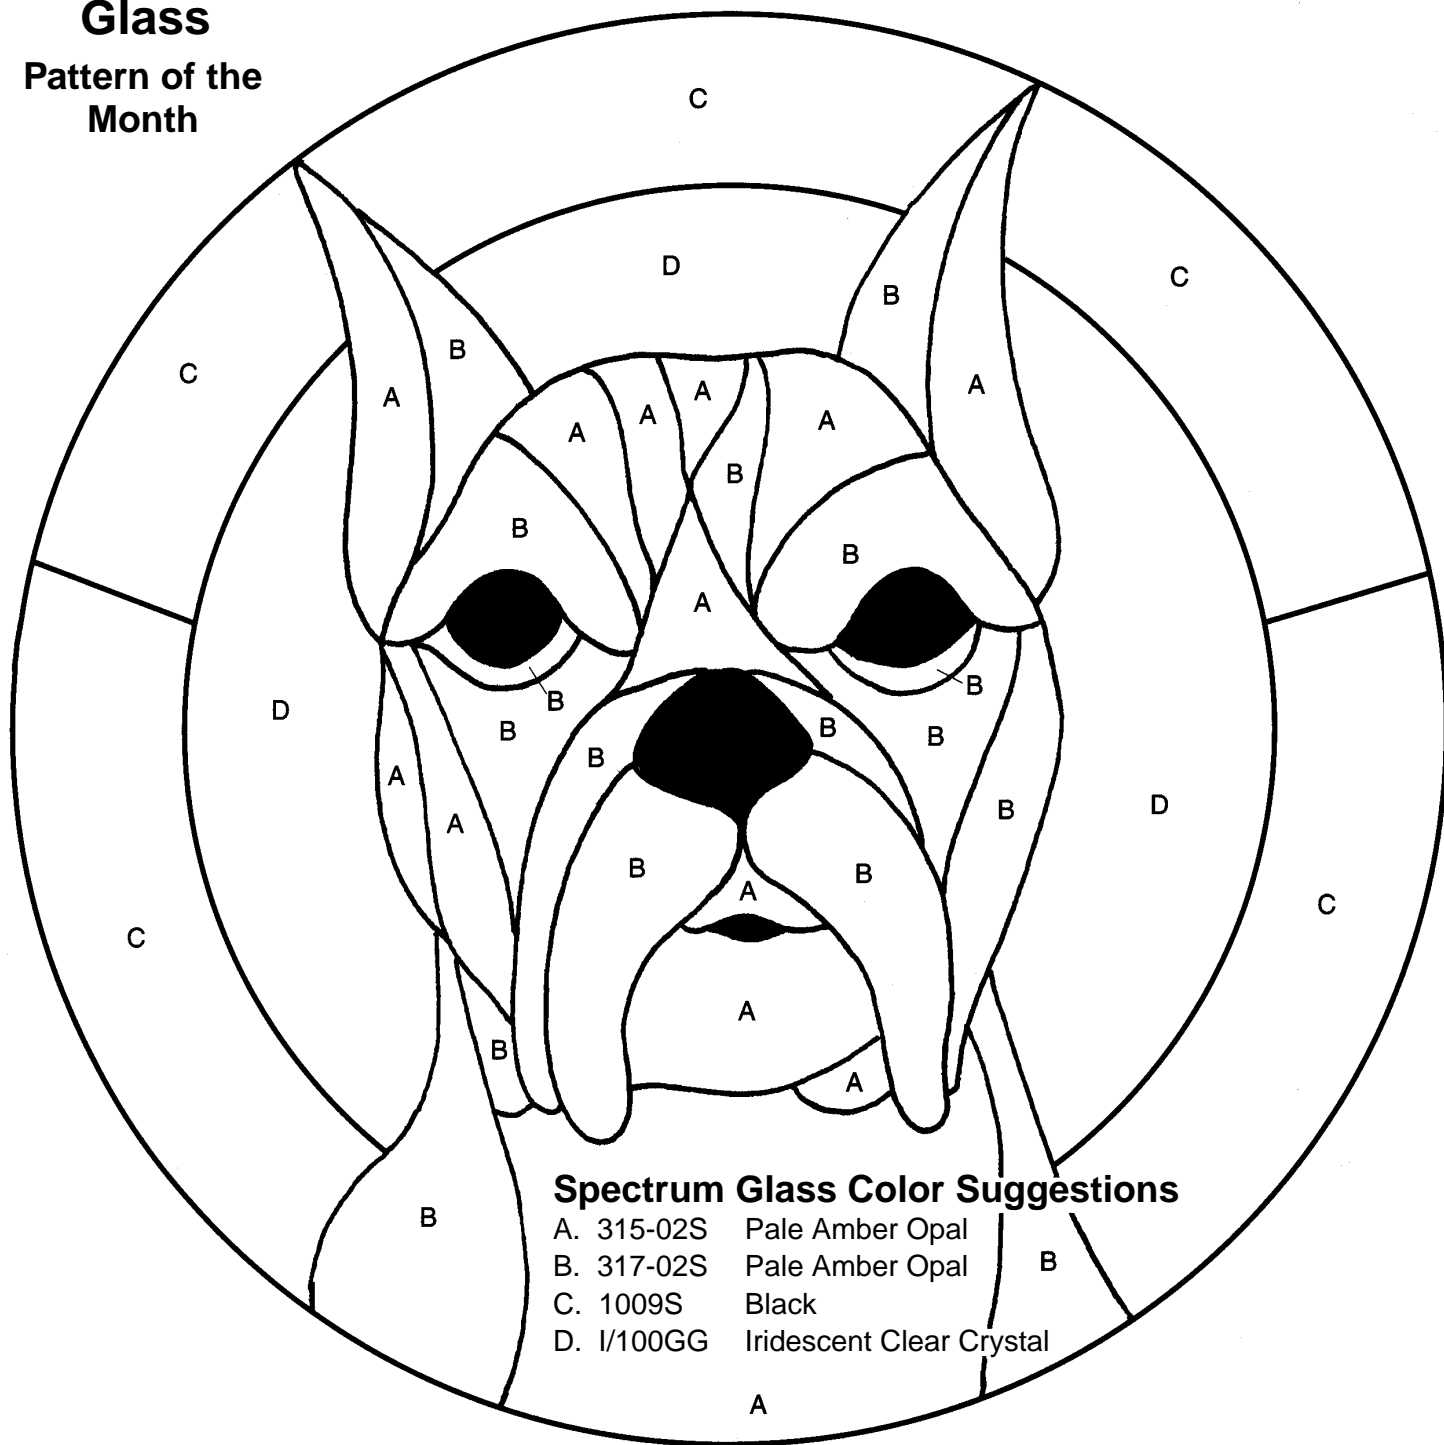 Glass
Pattern of the
Month
C
C
D
B
C
B
C
A
A
A
A
A
A
B
B
B
A
B
B
D
B
B
B
B
A
D
B
A
B
B
A
C
C
A
B
A
B
B
A
Spectrum Glass Color Suggestions
A. 315-02S Pale Amber Opal
B. 317-02S Pale Amber Opal
C. 1009S Black
D. I/100GG Iridescent Clear Crystal